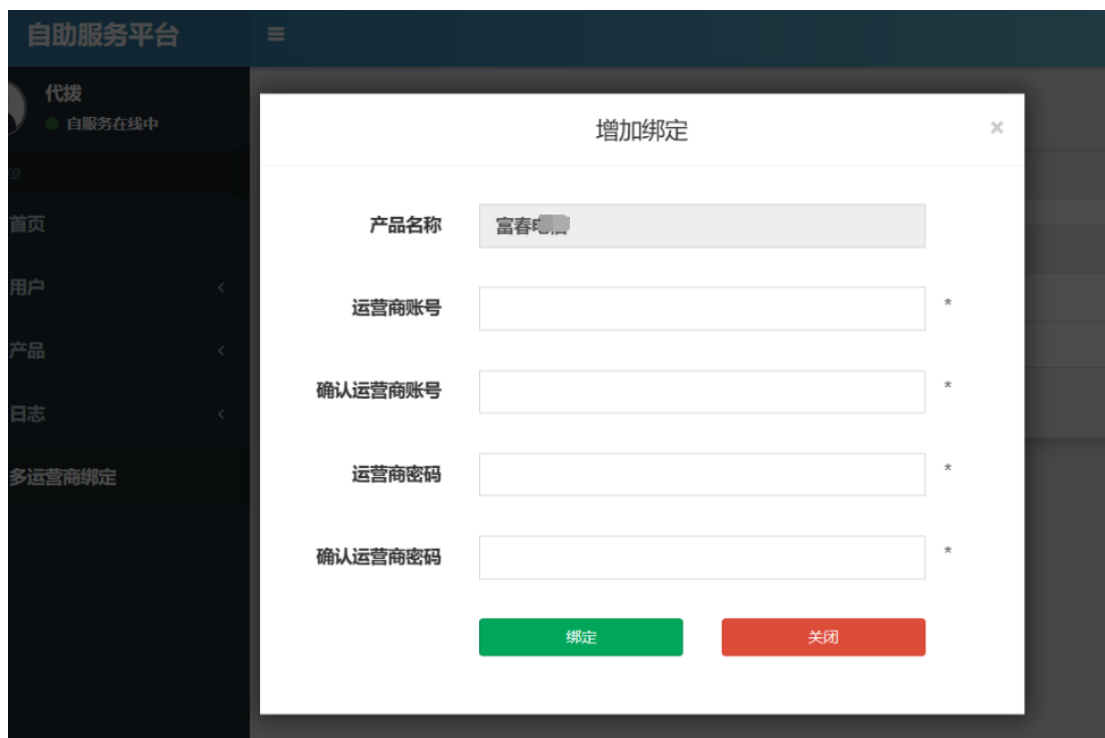 自助服务平台
代拨
自服务在线中
单
首页
用户
产品
日志
多运营商绑定
增加绑定
×
产品名称
富春
运营商账号
*
确认运营商账号
*
运营商密码
*
确认运营商密码
*
绑定
关闭